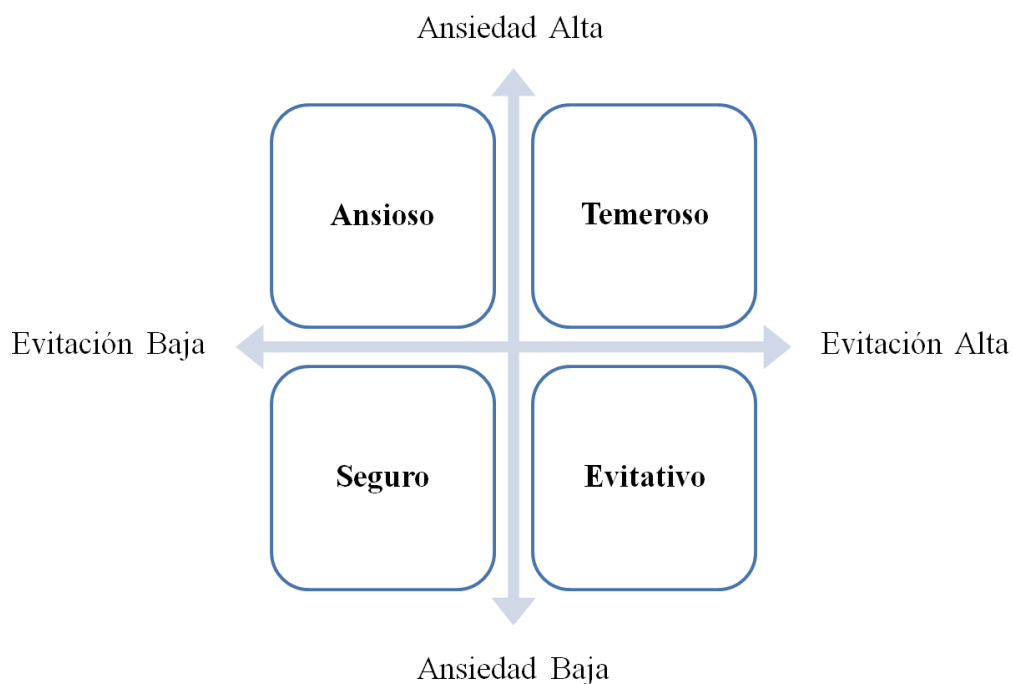 Ansiedad Alta
Ansioso
Temeroso
Evitación Baja
Evitación Alta
Seguro
Evitativo
Ansiedad Baja